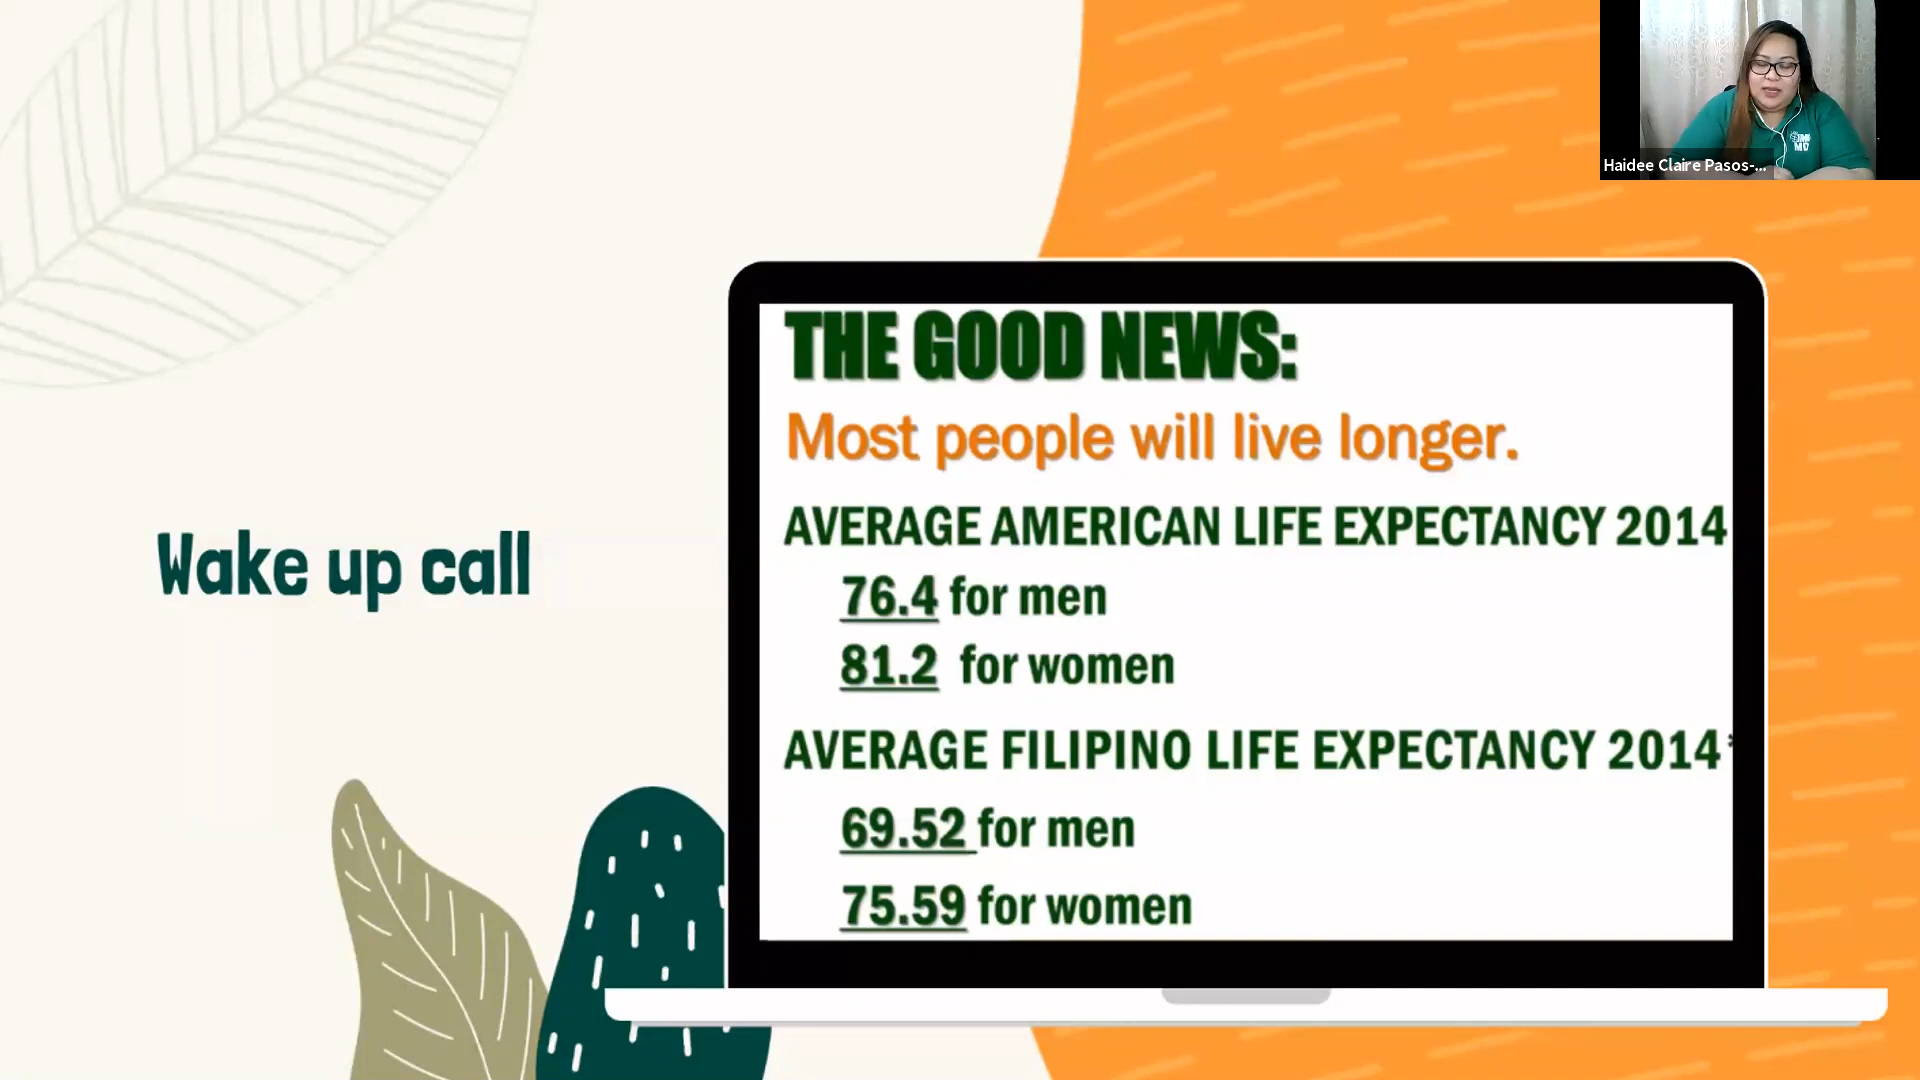 Haidee Claire Pasos-...
Wake up call
THE GOOD NEWS:
Most people will live longer.
AVERAGE AMERICAN LIFE EXPECTANCY 2014
76.4 for men
81.2 for women
AVERAGE FILIPINO LIFE EXPECTANCY 2014*
69.52 for men
75.59 for women